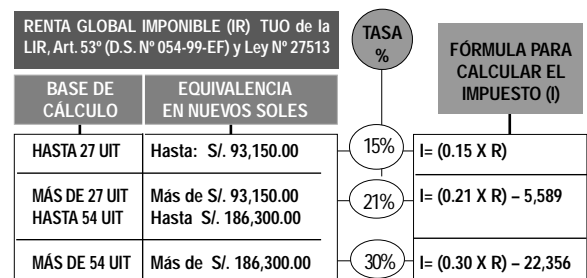 RENTA GLOBAL IMPONIBLE (IR) TUO de la
LIR, Art. 53º (D.S. Nº 054-99-EF) y Ley Nº 27513
TASA
%
FÓRMULA PARA
CALCULAR EL
IMPUESTO (I)
BASE DE
CÁLCULO
EQUIVALENCIA
EN NUEVOS SOLES
HASTA 27 UIT
Hasta: S/. 93,150.00
15%
I= (0.15 X R)
MÁS DE 27 UIT
HASTA 54 UIT
Más de S/. 93,150.00
Hasta S/. 186,300.00
21%
I= (0.21 X R) – 5,589
MÁS DE 54 UIT
Más de S/. 186,300.00
30%
I= (0.30 X R) – 22,356